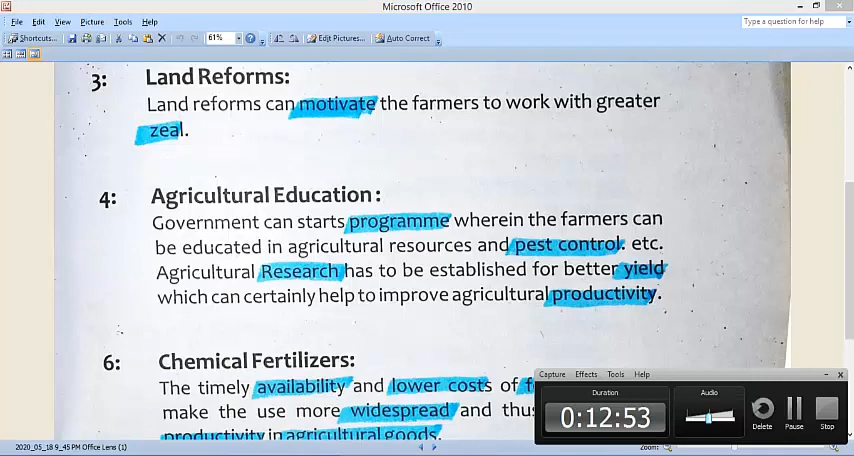 Microsoft Office 2010
File Edit View Picture Tools Help
Type a question for help
Shortcuts... 61% Edit Pictures... Auto Correct
3: Land Reforms:
Land reforms can motivate the farmers to work with greater
zeal.
4: Agricultural Education :
Government can starts programme wherein the farmers can
be educated in agricultural resources and pest control. etc.
Agricultural Research has to be established for better yield
which can certainly help to improve agricultural productivity.
6: Chemical Fertilizers:
The timely availability and lower costs of f
make the use more widespread and thus
productivity in agricultural goods.
Capture Effects Tools Help
Duration
0:12:53
Audio
Delete Pause Stop
2020_05_18 9_45 PM Office Lens (1)
Zoom: